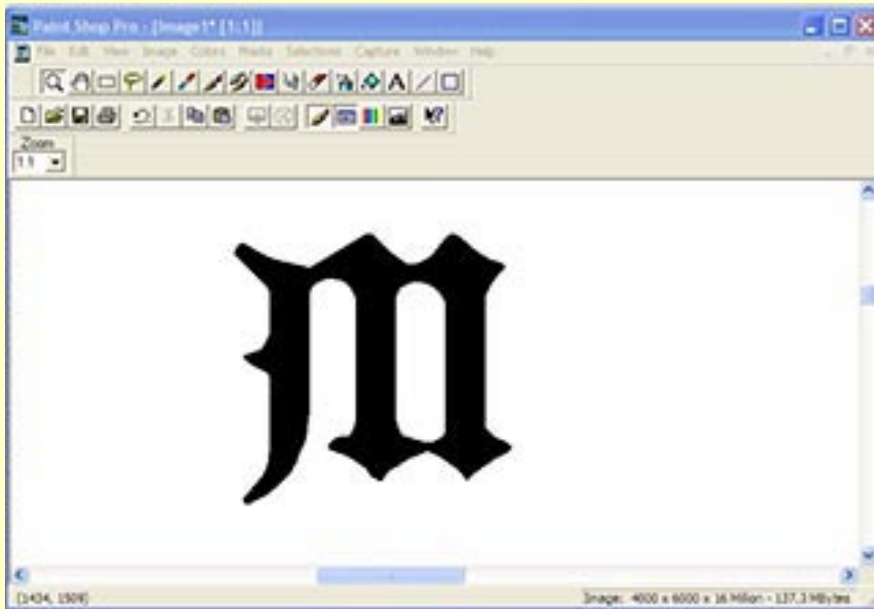 Paint Shop Pro - [Image1* [1:1]]
File Edit View Image Colors Masks Selections Capture Window Help
A
Zoom
1:1
M
(1434, 1509) Image: 4000 x 6000 x 16 Million - 137.3 MBytes